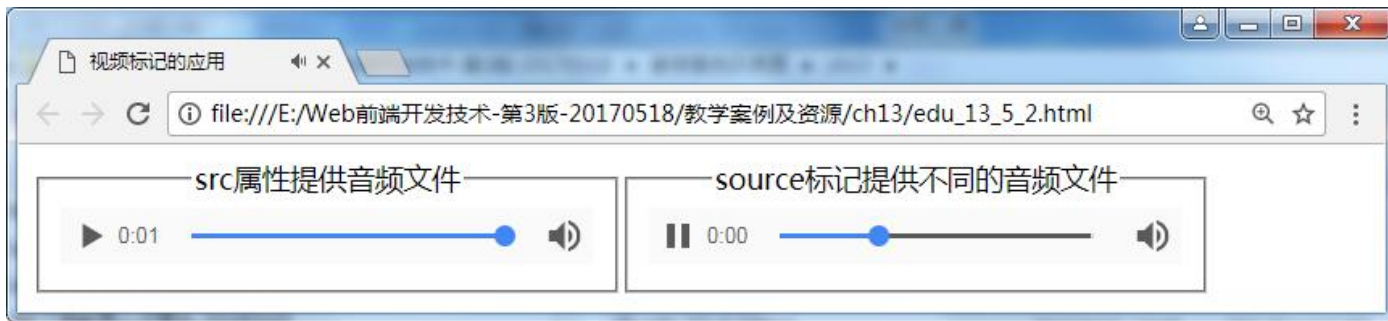 视频标记的应用
file:///E:/Web前端开发技术-第3版-20170518/教学案例及资源/ch13/edu_13_5_2.html
src属性提供音频文件
source标记提供不同的音频文件
0:01
0:00